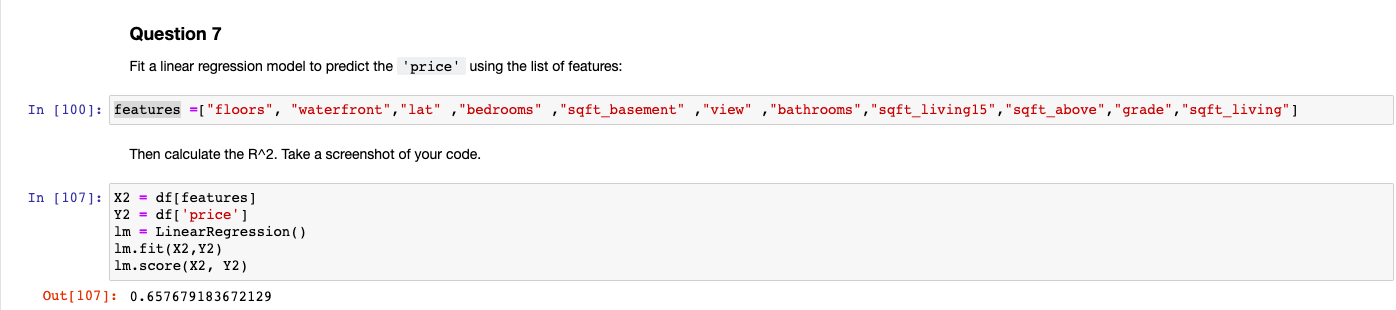 Question 7
Fit a linear regression model to predict the 'price' using the list of features:
In [100]: features =["floors", "waterfront","lat" ,"bedrooms" ,"sqft_basement" ,"view" ,"bathrooms","sqft_living15","sqft_above","grade","sqft_living"]
Then calculate the R^2. Take a screenshot of your code.
In [107]: X2 = df[features]
Y2 = df['price']
lm = LinearRegression()
lm.fit(X2,Y2)
lm.score(X2, Y2)
Out[107]: 0.657679183672129